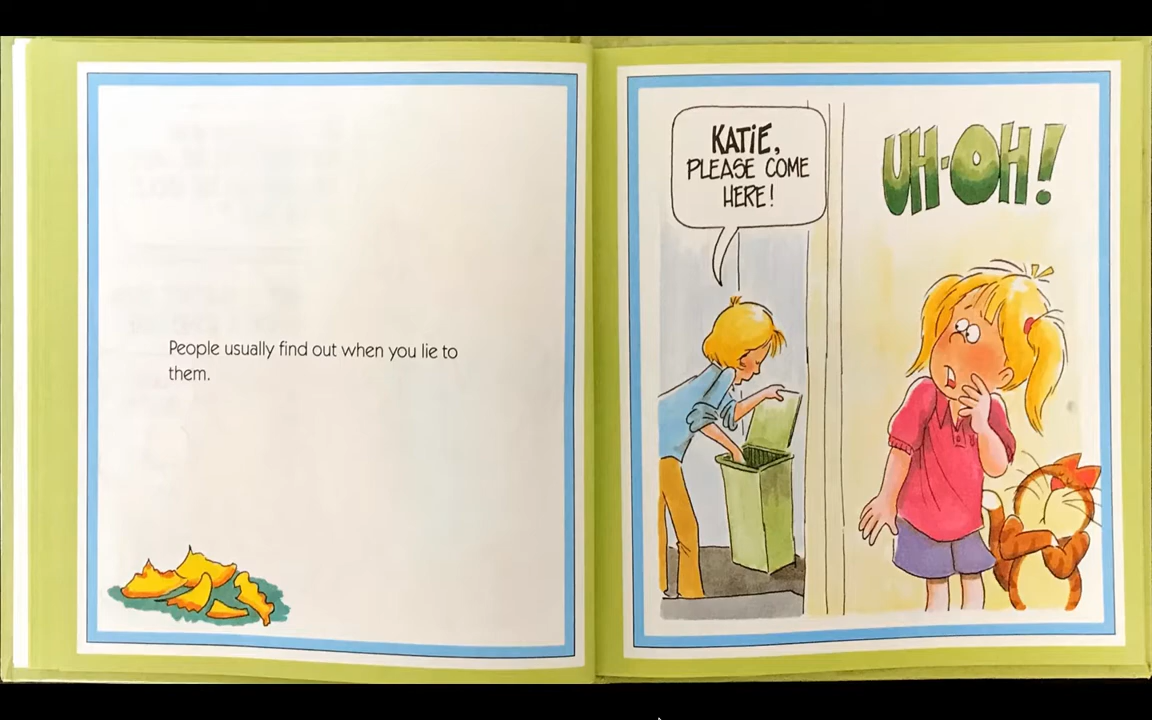 People usually find out when you lie to
them.
KATiE,
PLEASE COME
HERE!
UH-OH!